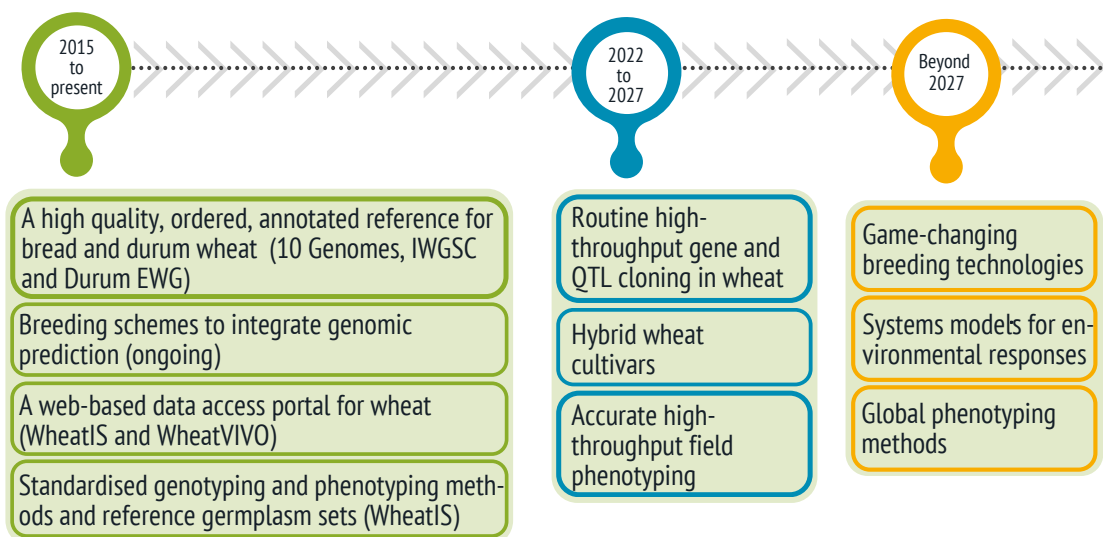 2015
to
present
2022
to
2027
Beyond
2027
A high quality, ordered, annotated reference for
bread and durum wheat (10 Genomes, IWGSC
and Durum EWG)
Breeding schemes to integrate genomic
prediction (ongoing)
A web-based data access portal for wheat
(WheatIS and WheatVIVO)
Standardised genotyping and phenotyping meth-
ods and reference germplasm sets (WheatIS)
Routine high-
throughput gene and
QTL cloning in wheat
Hybrid wheat
cultivars
Accurate high-
throughput field
phenotyping
Game-changing
breeding technologies
Systems models for en-
vironmental responses
Global phenotyping
methods